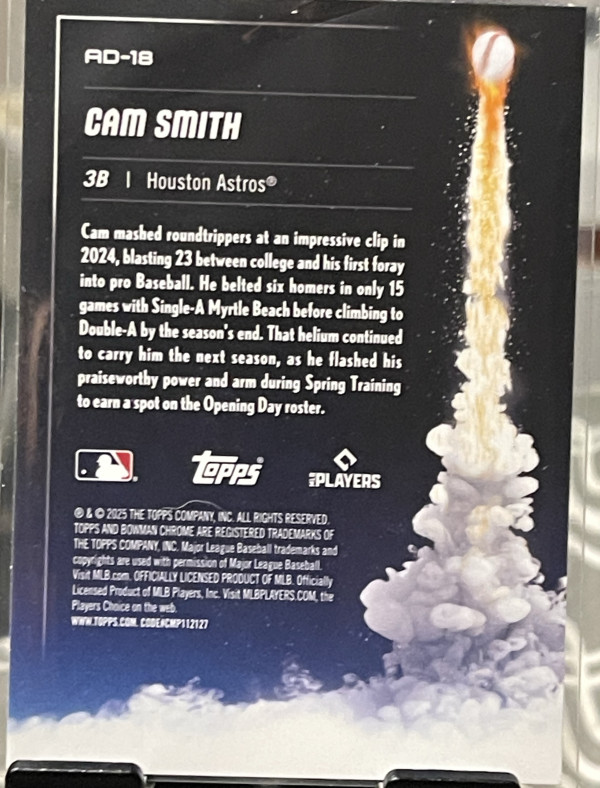 AD-18
CAM SMITH
3B | Houston Astros®
Cam mashed roundtrippers at an impressive clip in
2024, blasting 23 between college and his first foray
into pro Baseball. He belted six homers in only 15
games with Single-A Myrtle Beach before climbing to
Double-A by the season's end. That helium continued
to carry him the next season, as he flashed his
praiseworthy power and arm during Spring Training
to earn a spot on the Opening Day roster.
Topps® MLB PLAYERS
® & © 2025 THE TOPPS COMPANY, INC. ALL RIGHTS RESERVED.
TOPPS AND BOWMAN CHROME ARE REGISTERED TRADEMARKS OF
THE TOPPS COMPANY, INC. Major League Baseball trademarks and
copyrights are used with permission of Major League Baseball.
Visit MLB.com. OFFICIALLY LICENSED PRODUCT OF MLB. Officially
Licensed Product of MLB Players, Inc. Visit MLBPLAYERS.COM, the
Players Choice on the web.
WWW.TOPPS.COM. CODE#CMP112127